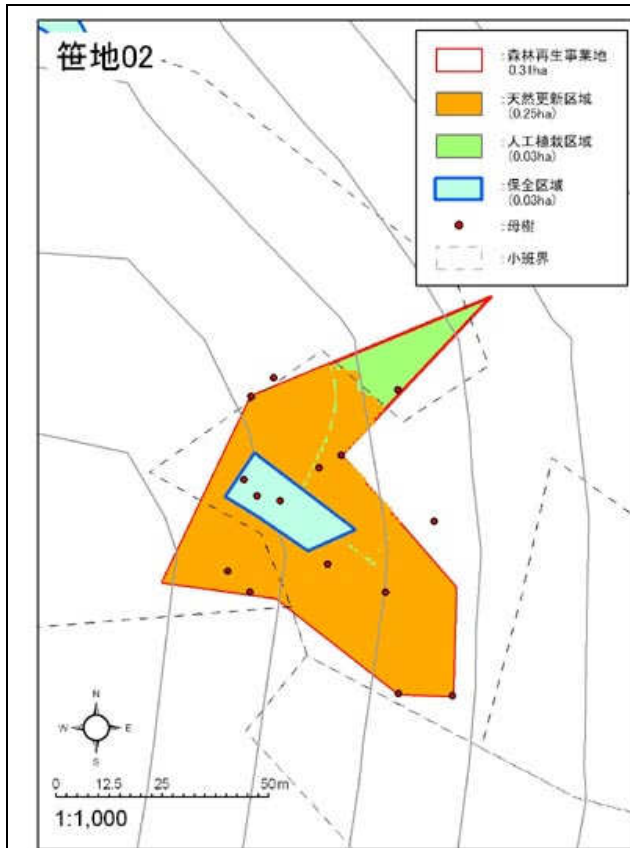 笹地02
:森林再生事業地
0.31ha
:天然更新区域
(0.25ha)
:人工植栽区域
(0.03ha)
:保全区域
(0.03ha)
:母樹
:小班界
N
W E
S
0 12.5 25 50m
1:1,000